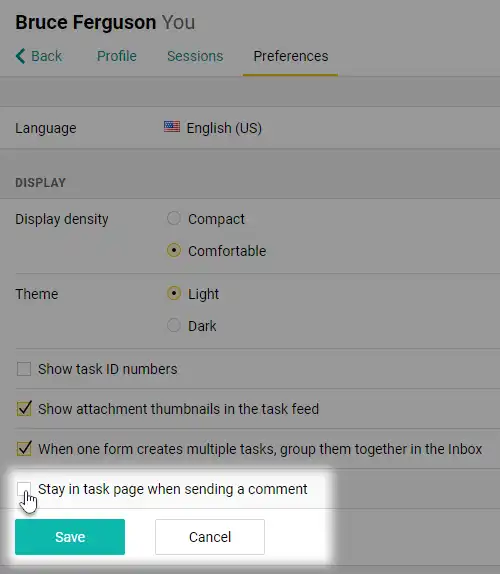 Bruce Ferguson You
Back Profile Sessions Preferences
Language English (US)
DISPLAY
Display density Compact
Comfortable
Theme Light
Dark
Show task ID numbers
Show attachment thumbnails in the task feed
When one form creates multiple tasks, group them together in the Inbox
Stay in task page when sending a comment
Save Cancel